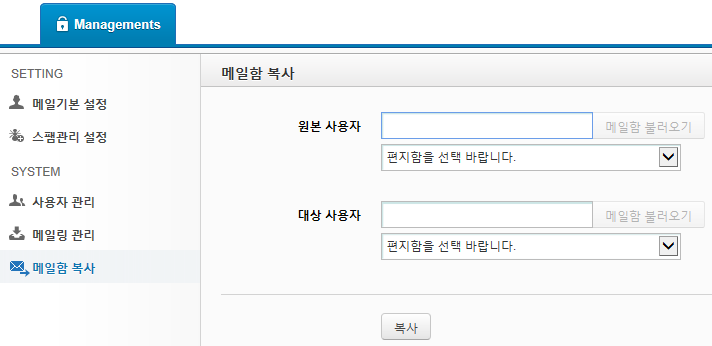 Managements
SETTING
메일기본 설정
스팸관리 설정
SYSTEM
사용자 관리
메일링 관리
메일함 복사
메일함 복사
원본 사용자
메일함 불러오기
편지함을 선택 바랍니다.
대상 사용자
메일함 불러오기
편지함을 선택 바랍니다.
복사